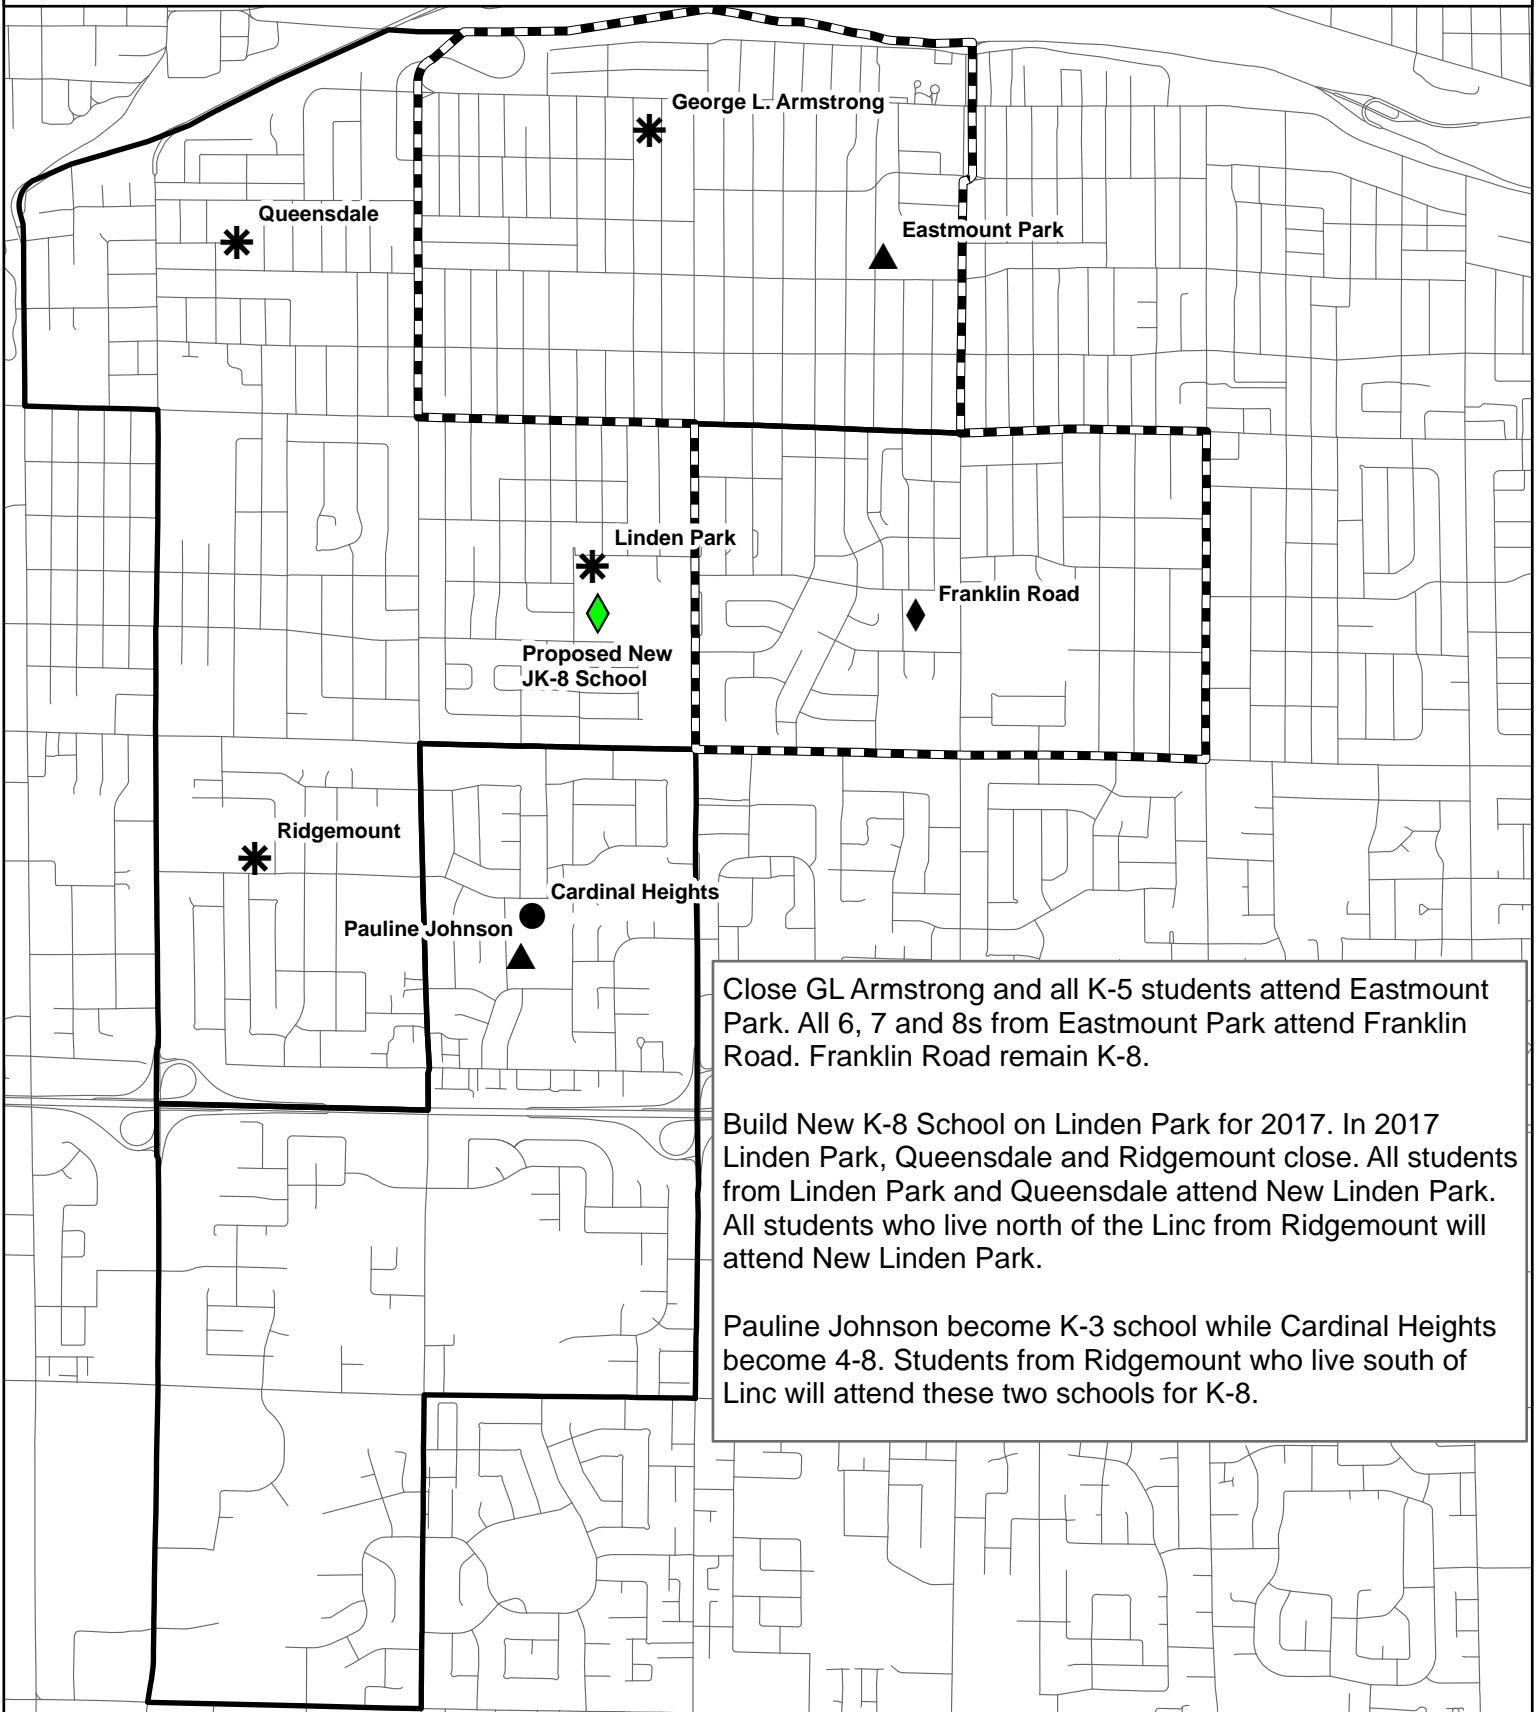 George L. Armstrong
Queensdale
Eastmount Park
Linden Park
Franklin Road
Proposed New
JK-8 School
Ridgemount
Cardinal Heights
Pauline Johnson
Close GL Armstrong and all K-5 students attend Eastmount
Park. All 6, 7 and 8s from Eastmount Park attend Franklin
Road. Franklin Road remain K-8.
Build New K-8 School on Linden Park for 2017. In 2017
Linden Park, Queensdale and Ridgemount close. All students
from Linden Park and Queensdale attend New Linden Park.
All students who live north of the Linc from Ridgemount will
attend New Linden Park.
Pauline Johnson become K-3 school while Cardinal Heights
become 4-8. Students from Ridgemount who live south of
Linc will attend these two schools for K-8.